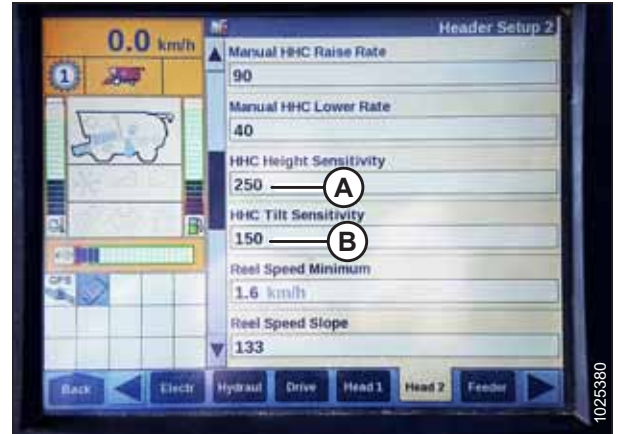 0.0 km/h
Header Setup 2
1
Manual HHC Raise Rate
90
Manual HHC Lower Rate
40
HHC Height Sensitivity
250
A
HHC Tilt Sensitivity
150
B
Reel Speed Minimum
1.6 km/h
Reel Speed Slope
133
GPS
Back
Electr
Hydraul
Drive
Head 1
Head 2
Feeder
1025380